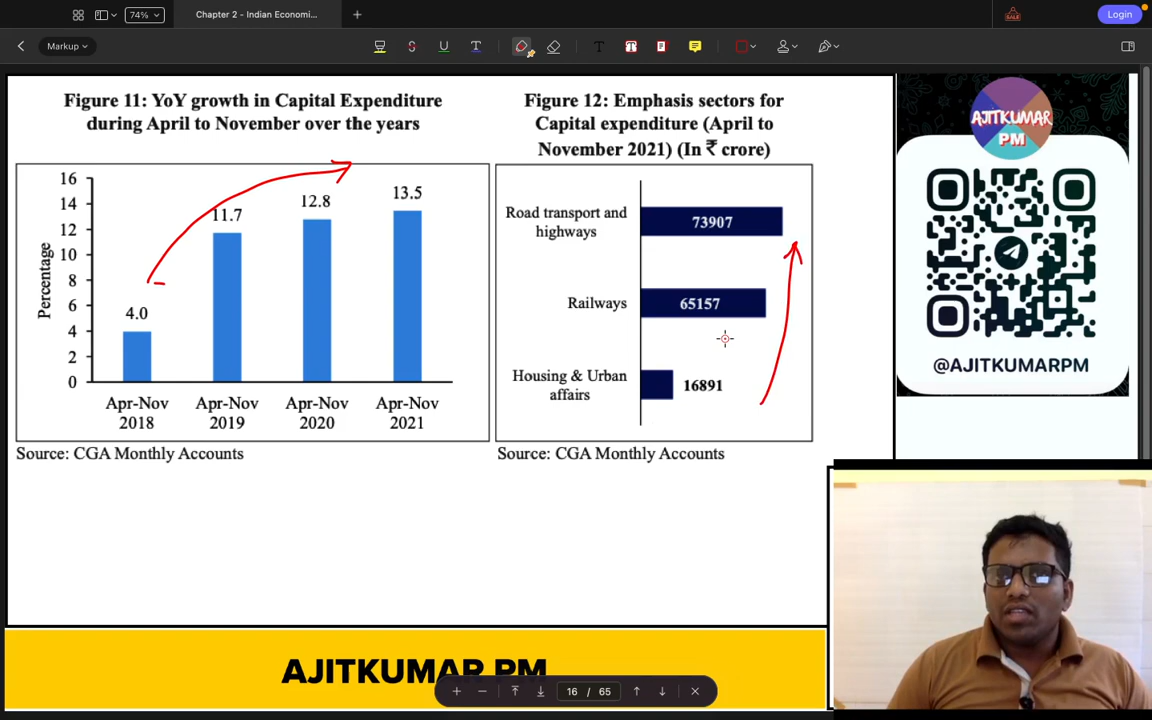 74%
Chapter 2 - Indian Economi...
SALE
Login
Markup
Figure 11: YoY growth in Capital Expenditure
during April to November over the years
16
14
12
10
8
6
4
2
0
Percentage
4.0
11.7
12.8
13.5
Apr-Nov
2018
Apr-Nov
2019
Apr-Nov
2020
Apr-Nov
2021
Source: CGA Monthly Accounts
Figure 12: Emphasis sectors for
Capital expenditure (April to
November 2021) (In ₹ crore)
Road transport and
highways
73907
Railways
65157
Housing & Urban
affairs
16891
Source: CGA Monthly Accounts
AJITKUMAR
PM
@AJITKUMARPM
AJITKUMAR PM
16 / 65